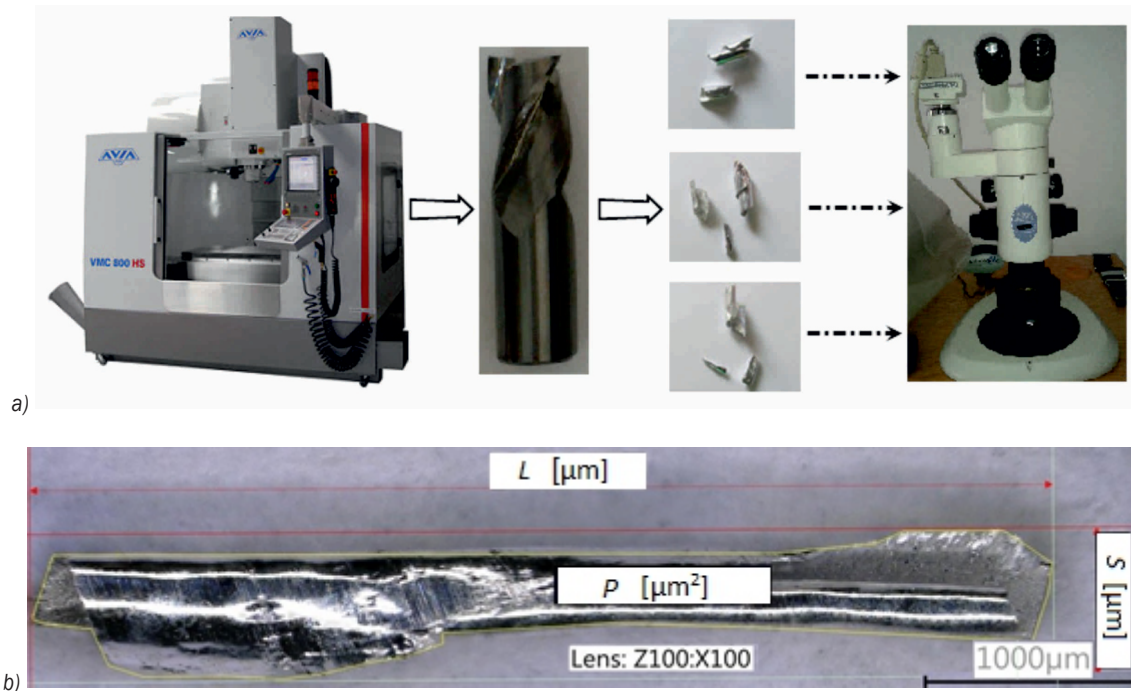 AVIA
AVIA
VMC 800 HS
a)
L [µm]
P [µm²]
S [µm]
Lens: Z100:X100
1000µm
b)